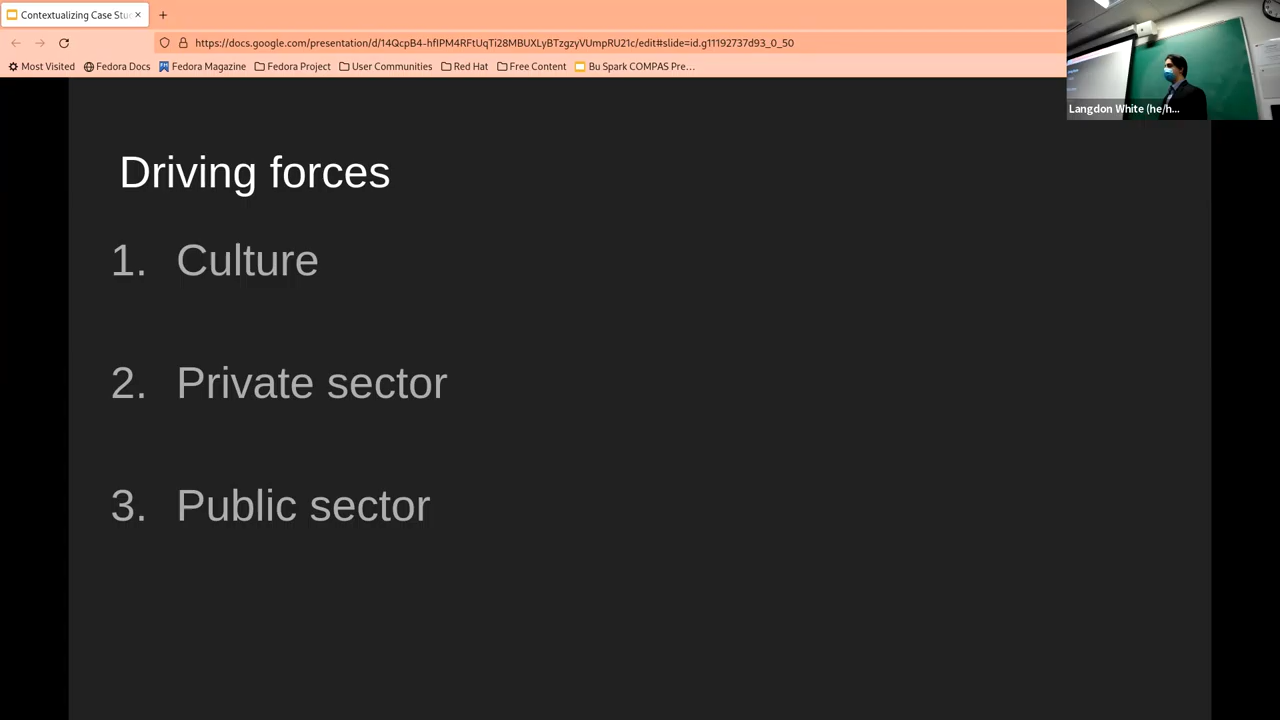 Contextualizing Case Stu
https://docs.google.com/presentation/d/14QcpB4-hfIPM4RFtUqTi28MBUXLyBTzgzyVUmpRU21c/edit#slide=id.g11192737d93_0_50
Most Visited Fedora Docs Fedora Magazine Fedora Project User Communities Red Hat Free Content Bu Spark COMPAS Pre…
Langdon White (he/h...
Driving forces
1. Culture
2. Private sector
3. Public sector